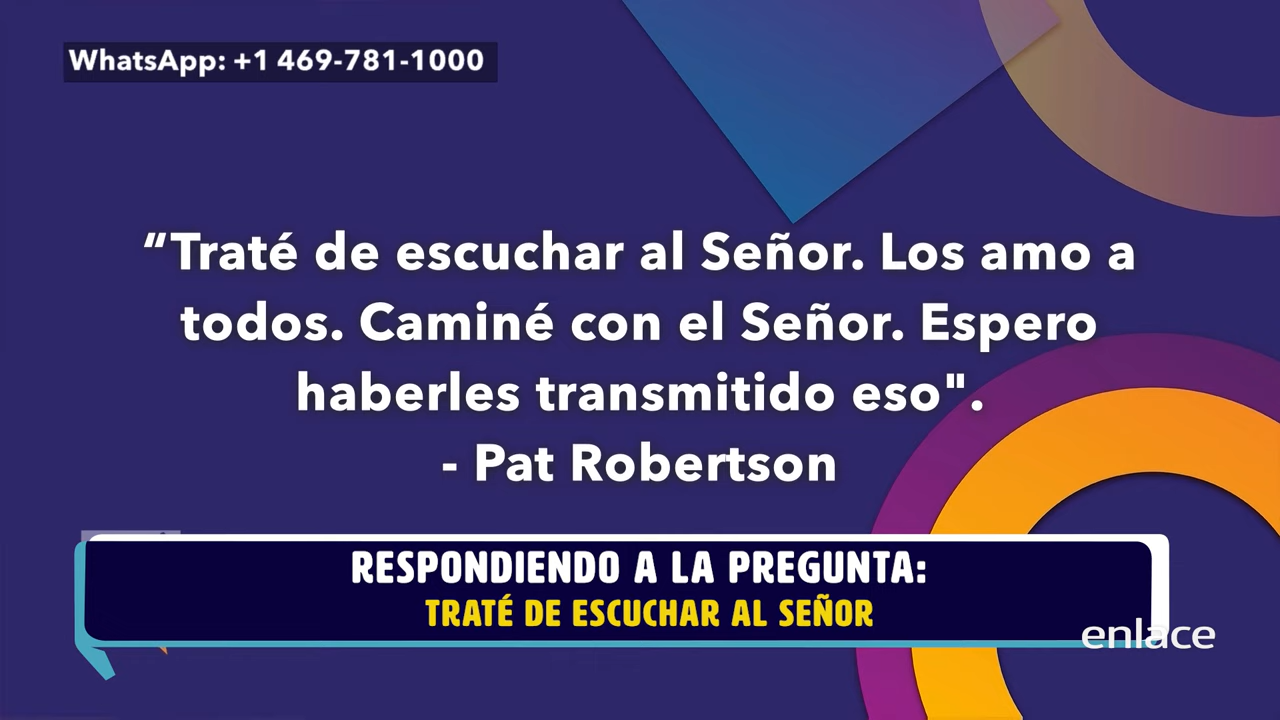 WhatsApp: +1 469-781-1000
“Traté de escuchar al Señor. Los amo a
todos. Caminé con el Señor. Espero
haberles transmitido eso".
- Pat Robertson
RESPONDIENDO A LA PREGUNTA:
TRATÉ DE ESCUCHAR AL SEÑOR
enlace